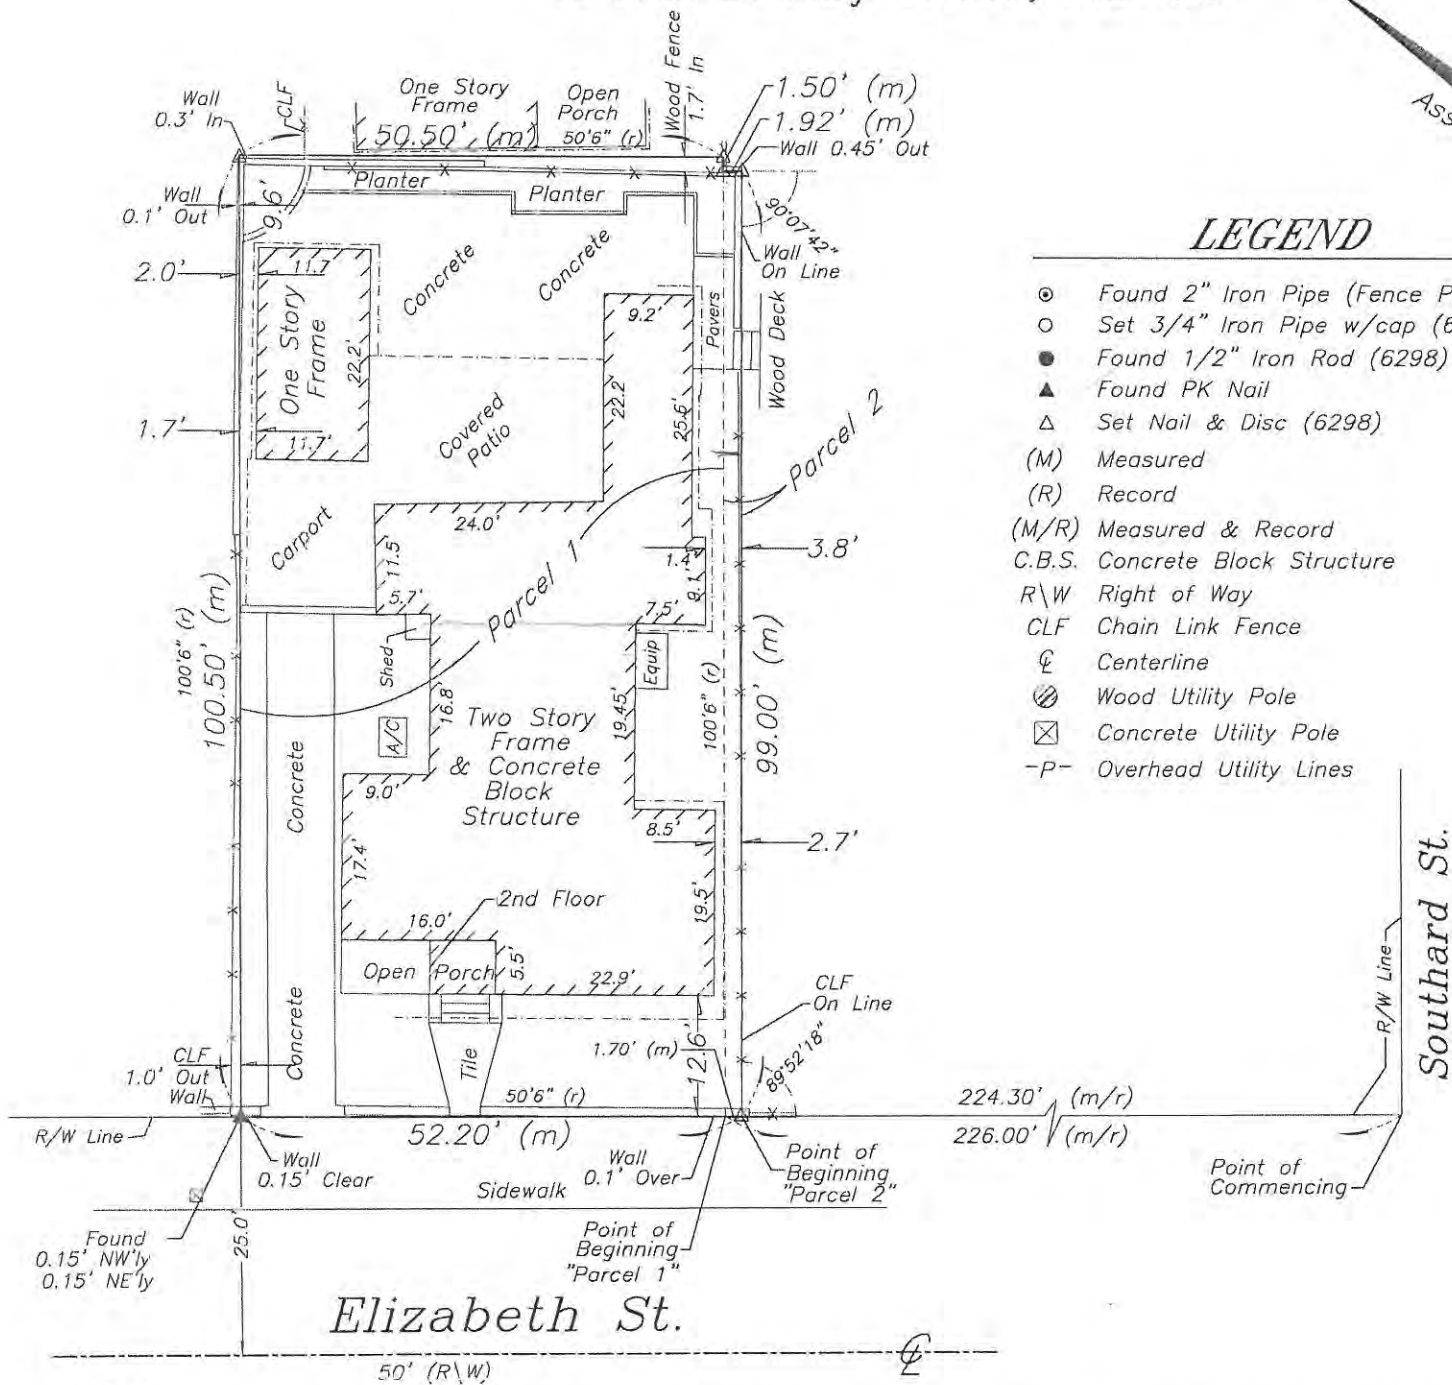 Wood Fence
1.7' In
One Story
Frame
Open
Porch
CLF
Wall
0.3' In
50.50' (m)
50'6" (r)
1.50' (m)
1.92' (m)
Wall 0.45' Out
Planter
Planter
Wall
0.1' Out
9.6'
90°07'42"
Wall
On Line
2.0'
11.7
One Story
Frame
22.2'
11.7'
1.7'
Concrete
Concrete
9.2'
Pavers
Wood Deck
22.2'
25.6'
Covered
Patio
Parcel 2
Carport
24.0'
11.5'
5.7'
Parcel 1
1.4'
9.1'
7.5'
3.8'
100'6" (r)
100.50' (m)
Shed
16.8'
A/C
Equip
19.45'
100'6" (r)
99.00' (m)
Two Story
Frame
& Concrete
Block
Structure
Concrete
9.0'
17.4'
8.5'
2.7'
19.5'
2nd Floor
16.0'
Open
Porch
5.5'
22.9'
CLF
On Line
Concrete
Tile
1.70' (m)
12.6'
89°52'18"
CLF
1.0' Out
Wall
50'6" (r)
R/W Line
52.20' (m)
Wall
0.15' Clear
Sidewalk
Wall
0.1' Over
Point of
Beginning
"Parcel 2"
224.30' (m/r)
226.00' (m/r)
Point of
Commencing
R/W Line
Southard St.
Found
0.15' NW'ly
0.15' NE'ly
25.0'
Point of
Beginning
"Parcel 1"
Elizabeth St.
50' (R\W)
℄
LEGEND
Found 2" Iron Pipe (Fence P
Set 3/4" Iron Pipe w/cap (6
Found 1/2" Iron Rod (6298)
Found PK Nail
Set Nail & Disc (6298)
(M) Measured
(R) Record
(M/R) Measured & Record
C.B.S. Concrete Block Structure
R\W Right of Way
CLF Chain Link Fence
℄ Centerline
Wood Utility Pole
Concrete Utility Pole
-P- Overhead Utility Lines
Ass